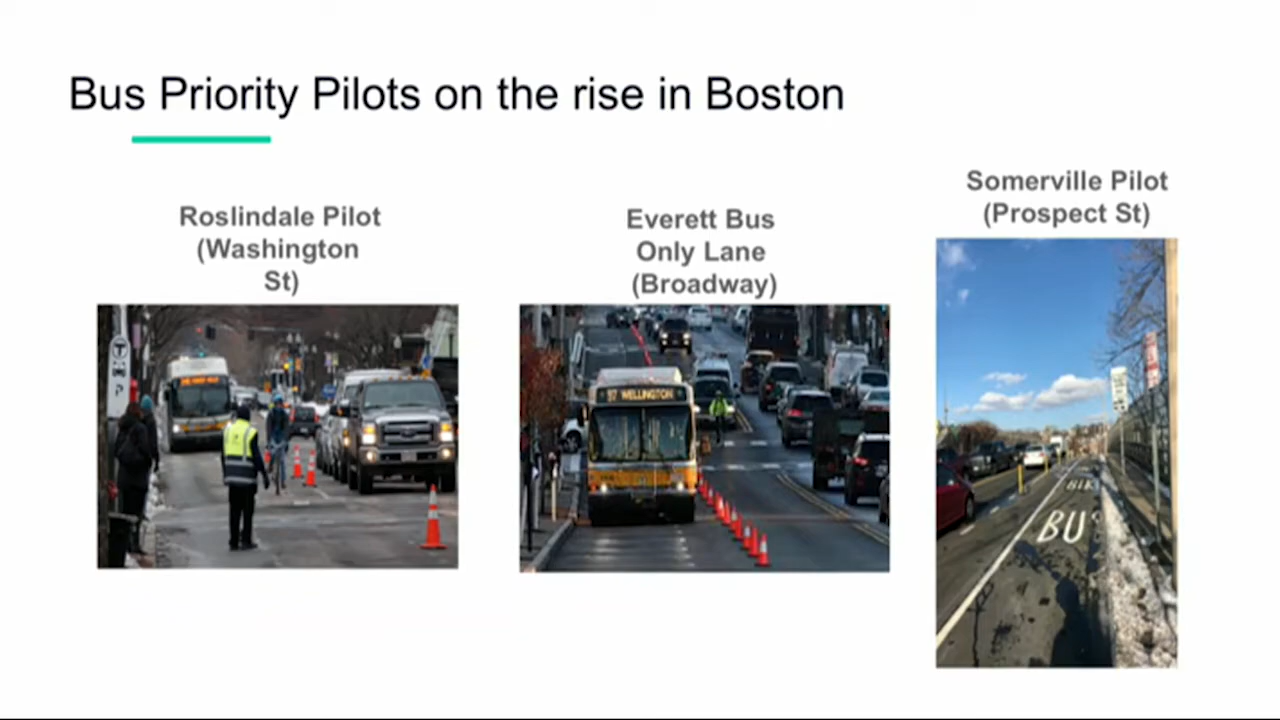 Bus Priority Pilots on the rise in Boston
Roslindale Pilot
(Washington
St)
Everett Bus
Only Lane
(Broadway)
Somerville Pilot
(Prospect St)
T
P
97 WELLINGTON
BUS